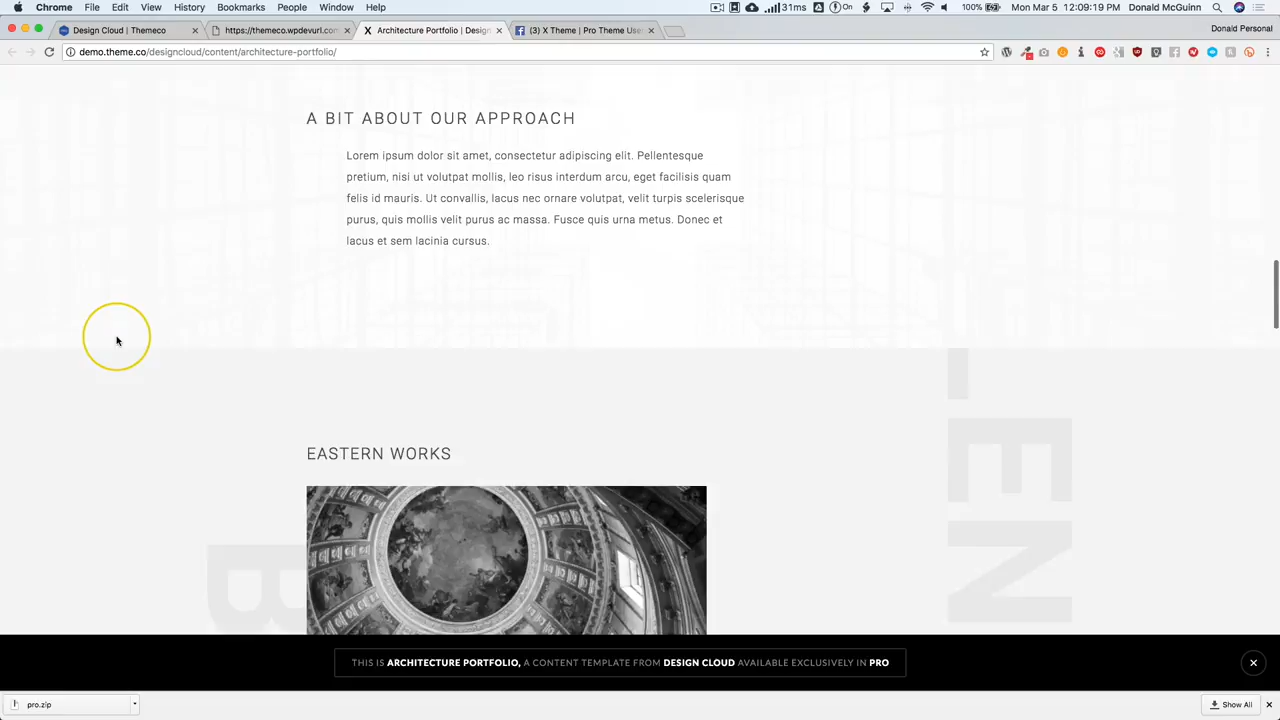 Chrome File Edit View History Bookmarks People Window Help
31ms On 100% Mon Mar 5 12:09:19 PM Donald McGuinn
Design Cloud | Themeco
https://themeco.wpdevurl.com
Architecture Portfolio | Desig
(3) X Theme | Pro Theme Use
Donald Personal
demo.theme.co/designcloud/content/architecture-portfolio/
A BIT ABOUT OUR APPROACH
Lorem ipsum dolor sit amet, consectetur adipiscing elit. Pellentesque
pretium, nisi ut volutpat mollis, leo risus interdum arcu, eget facilisis quam
felis id mauris. Ut convallis, lacus nec ornare volutpat, velit turpis scelerisque
purus, quis mollis velit purus ac massa. Fusce quis urna metus. Donec et
lacus et sem lacinia cursus.
EASTERN WORKS
EN
B
THIS IS ARCHITECTURE PORTFOLIO, A CONTENT TEMPLATE FROM DESIGN CLOUD AVAILABLE EXCLUSIVELY IN PRO
pro.zip
Show All